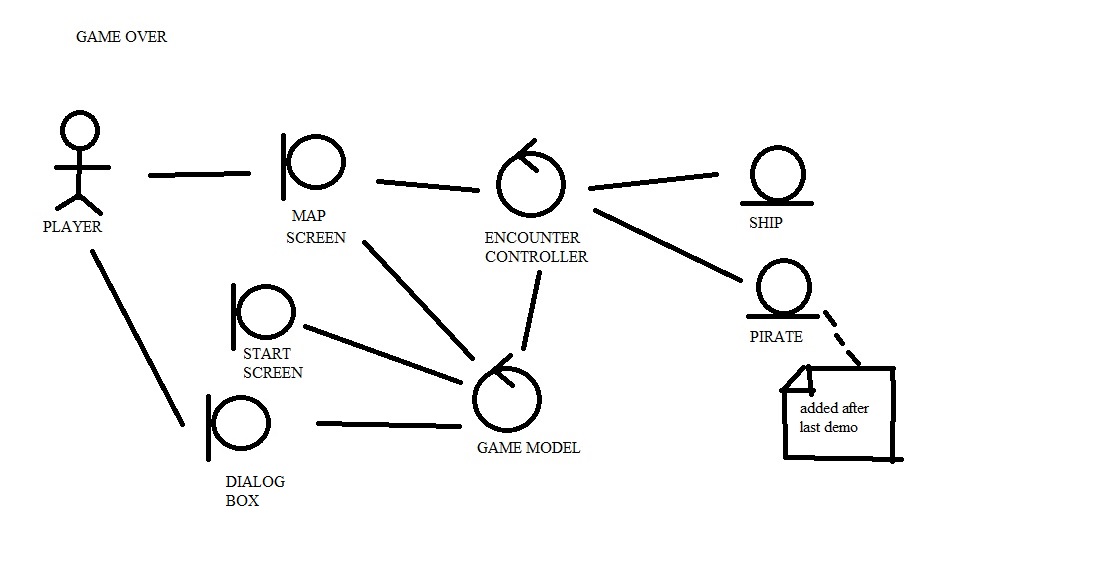 GAME OVER
PLAYER
MAP
SCREEN
ENCOUNTER
CONTROLLER
SHIP
PIRATE
START
SCREEN
added after
last demo
GAME MODEL
DIALOG
BOX